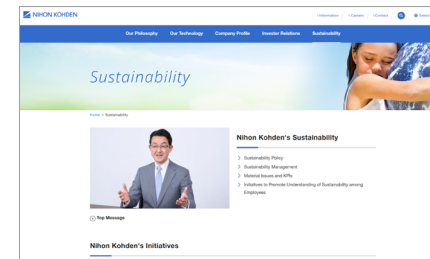 NIHON KOHDEN
Information
Careers
Contact
Our Philosophy
Our Technology
Company Profile
Investor Relations
Sustainability
Sustainability
Home > Sustainability
Nihon Kohden's Sustainability
Sustainability Policy
Sustainability Management
Material Issues and KPIs
Initiatives to Promote Understanding of Sustainability among
Employees
Top Message
Nihon Kohden's Initiatives